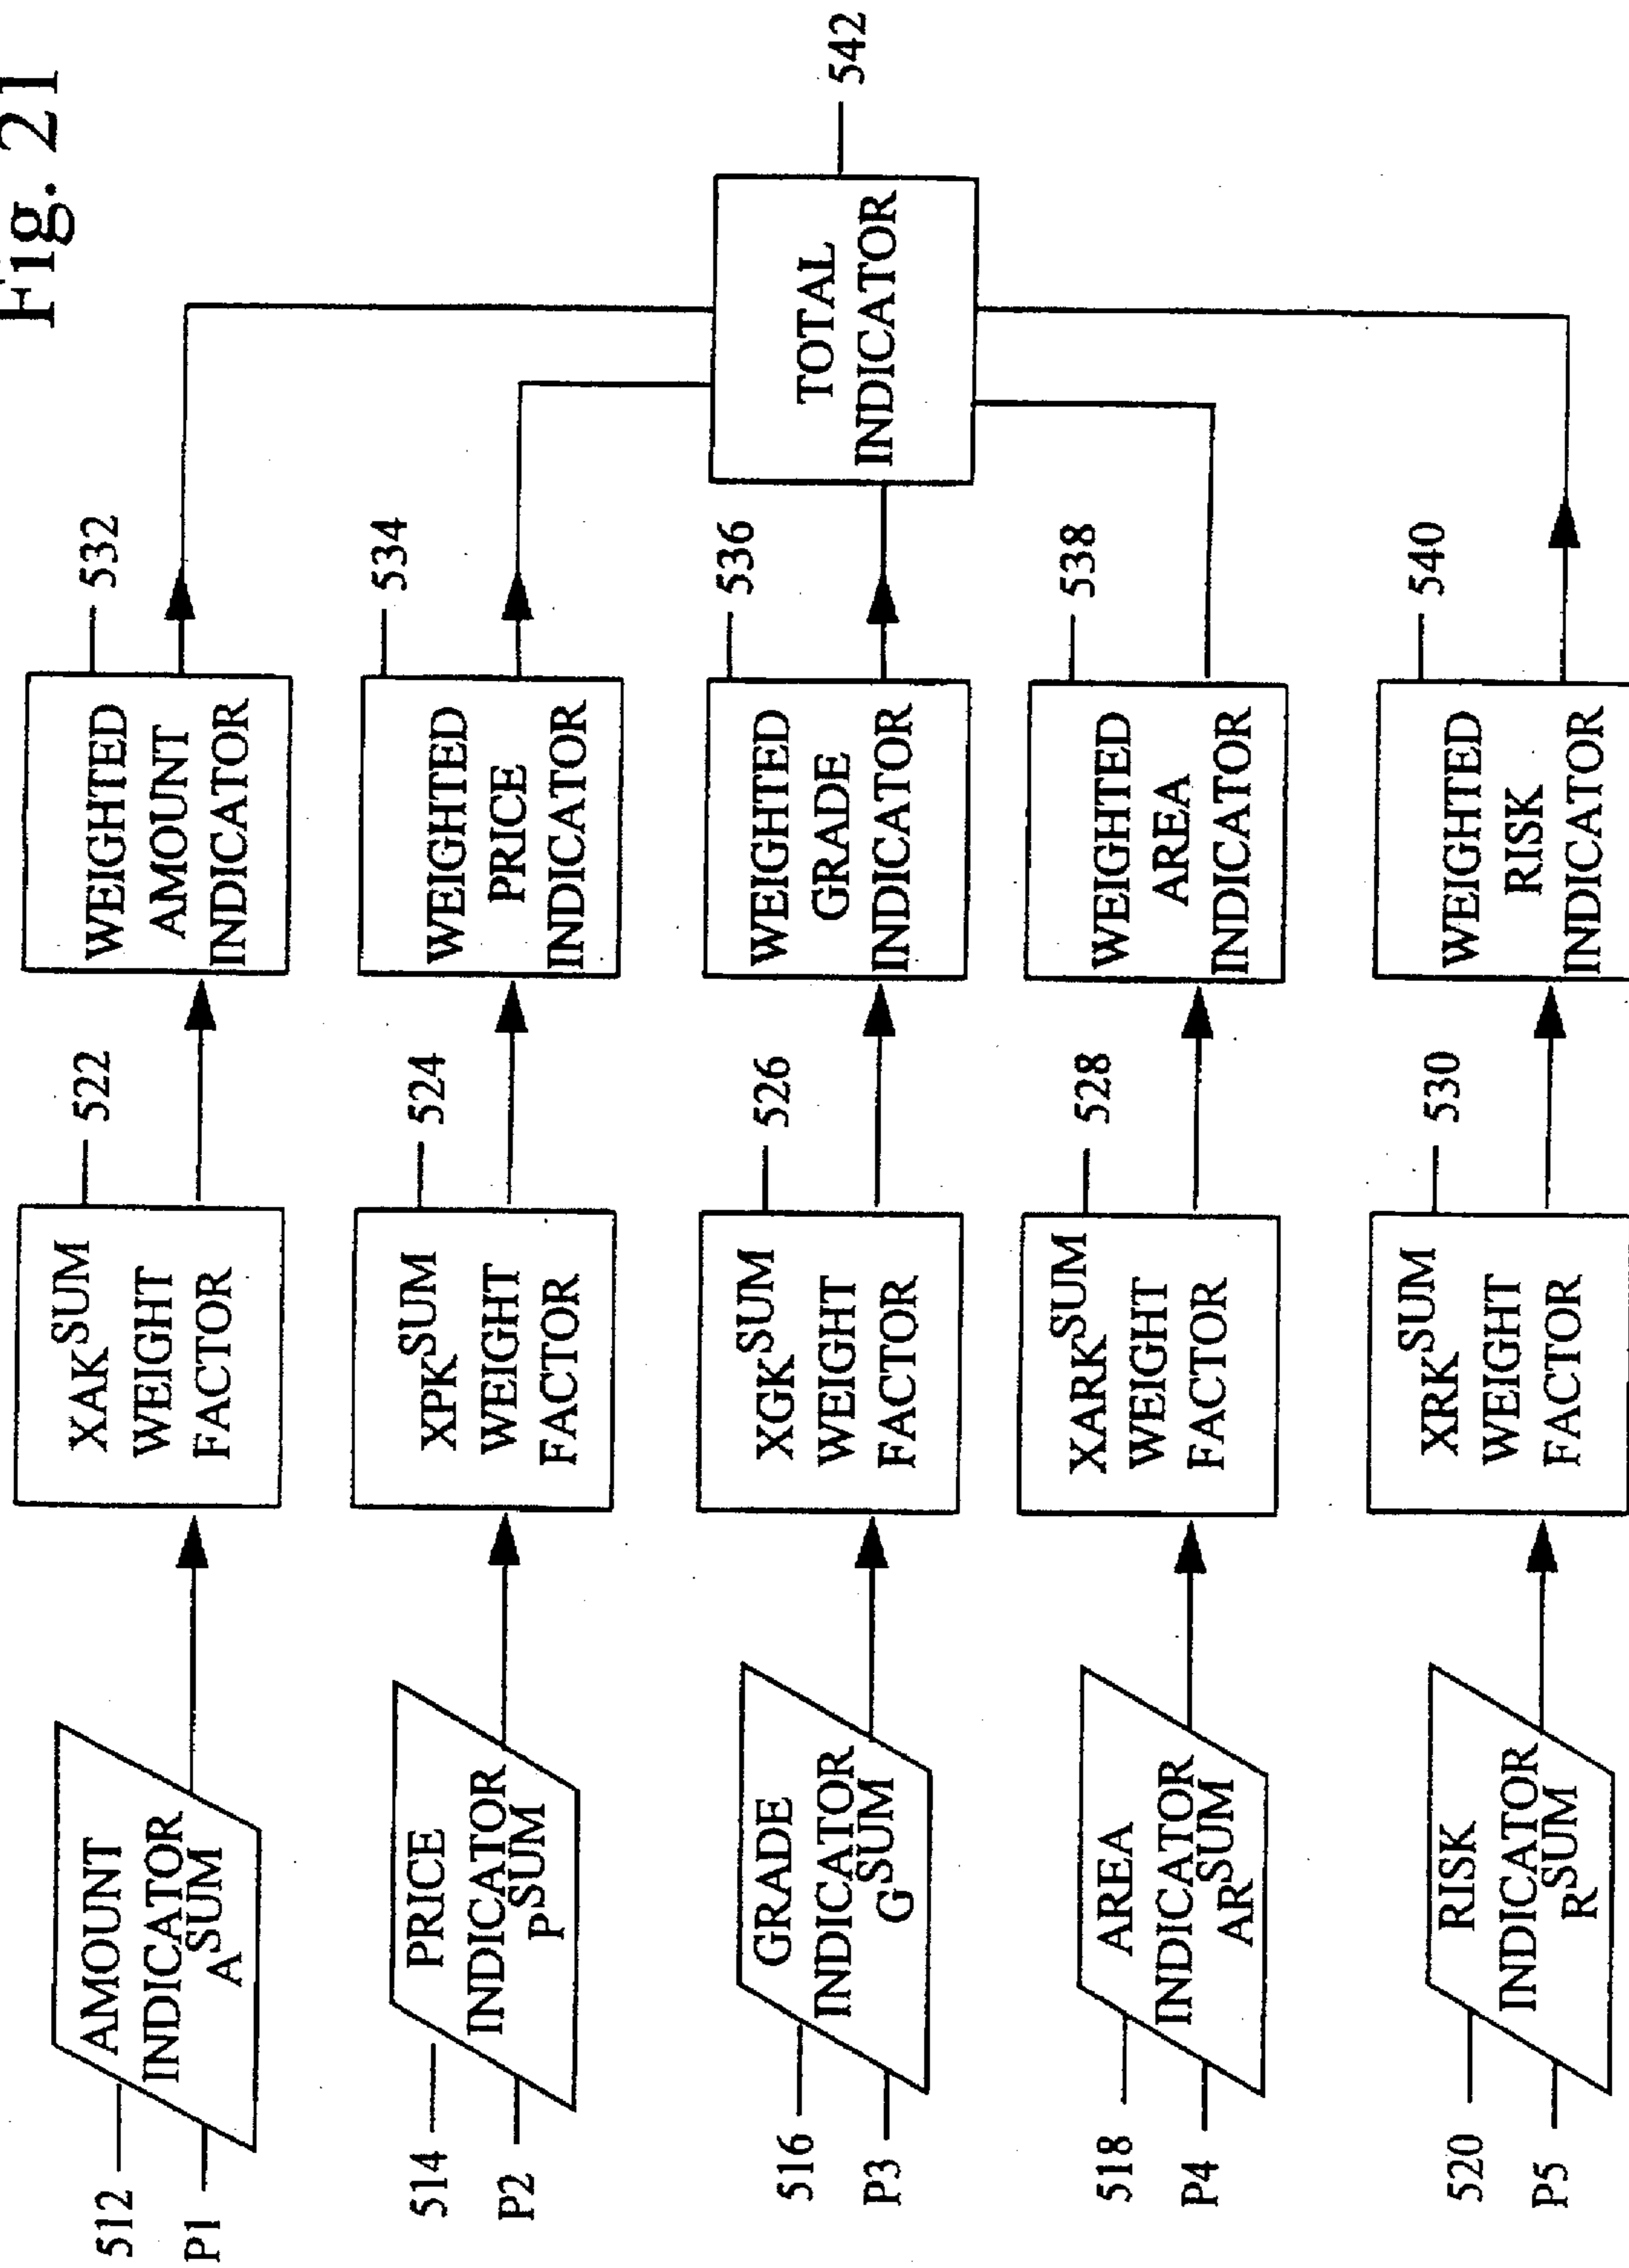 Fig. 21
512
P1
AMOUNT
INDICATOR
A SUM
522
XAK SUM
WEIGHT
FACTOR
532
WEIGHTED
AMOUNT
INDICATOR
514
P2
PRICE
INDICATOR
P SUM
524
XPK SUM
WEIGHT
FACTOR
534
WEIGHTED
PRICE
INDICATOR
516
P3
GRADE
INDICATOR
G SUM
526
XGK SUM
WEIGHT
FACTOR
536
WEIGHTED
GRADE
INDICATOR
TOTAL
INDICATOR
542
518
P4
AREA
INDICATOR
AR SUM
528
XARK SUM
WEIGHT
FACTOR
538
WEIGHTED
AREA
INDICATOR
520
P5
RISK
INDICATOR
R SUM
530
XRK SUM
WEIGHT
FACTOR
540
WEIGHTED
RISK
INDICATOR